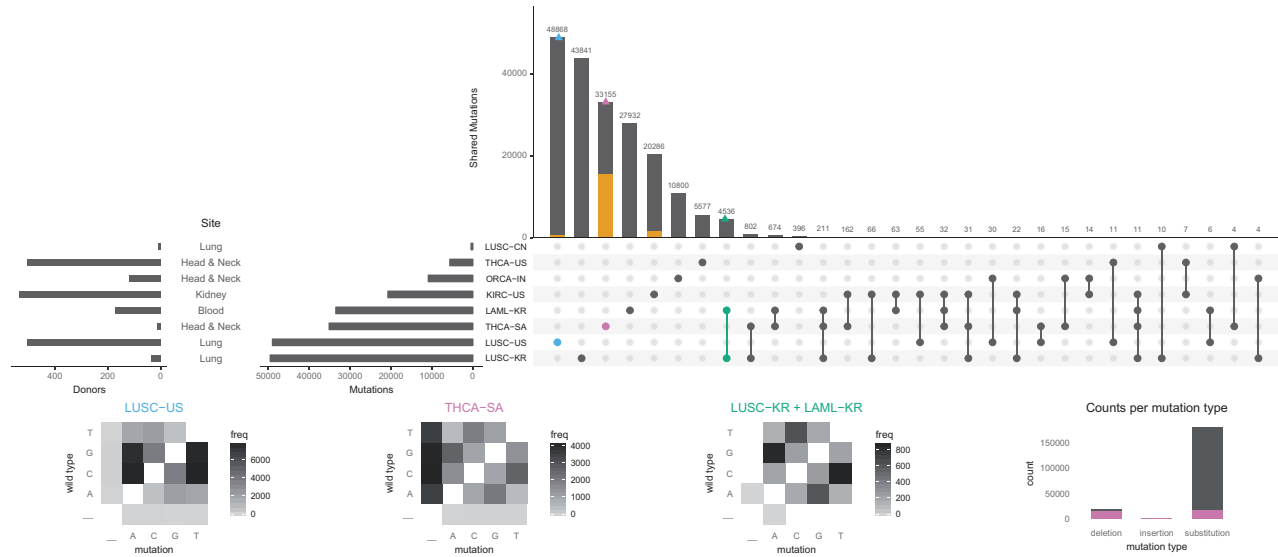 48868
43841
33155
27932
20286
10800
5577
4536
802
674
396
211
162
66
63
55
32
31
30
22
16
15
14
11
11
10
7
6
4
4
Shared Mutations
40000
20000
0
Site
Lung
Head & Neck
Head & Neck
Kidney
Blood
Head & Neck
Lung
Lung
LUSC−CN
THCA−US
ORCA−IN
KIRC−US
LAML−KR
THCA−SA
LUSC−US
LUSC−KR
400 200 0
Donors
50000 40000 30000 20000 10000 0
Mutations
LUSC−US
wild type
T
G
C
A
__
__ A C G T
mutation
freq
6000
4000
2000
0
THCA−SA
wild type
T
G
C
A
__
__ A C G T
mutation
freq
4000
3000
2000
1000
0
LUSC−KR + LAML−KR
wild type
T
G
C
A
__
__ A C G T
mutation
freq
800
600
400
200
0
Counts per mutation type
count
150000
100000
50000
0
deletion insertion substitution
mutation type